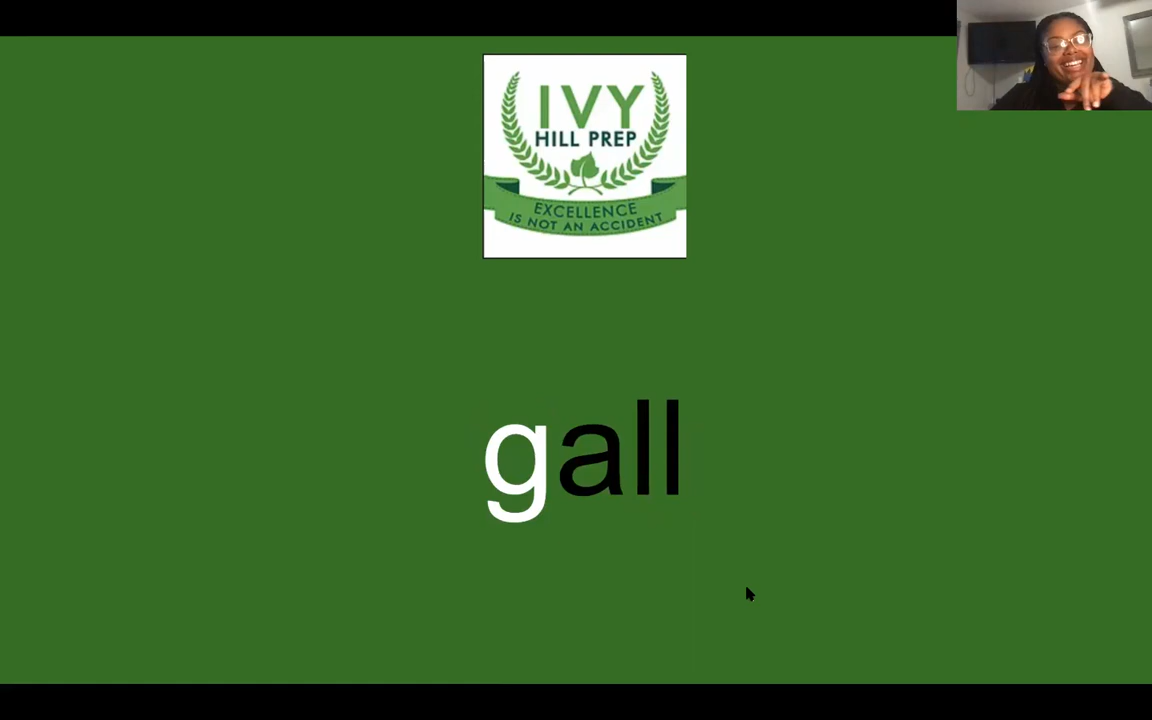 IVY
HILL PREP
EXCELLENCE
IS NOT AN ACCIDENT
gall